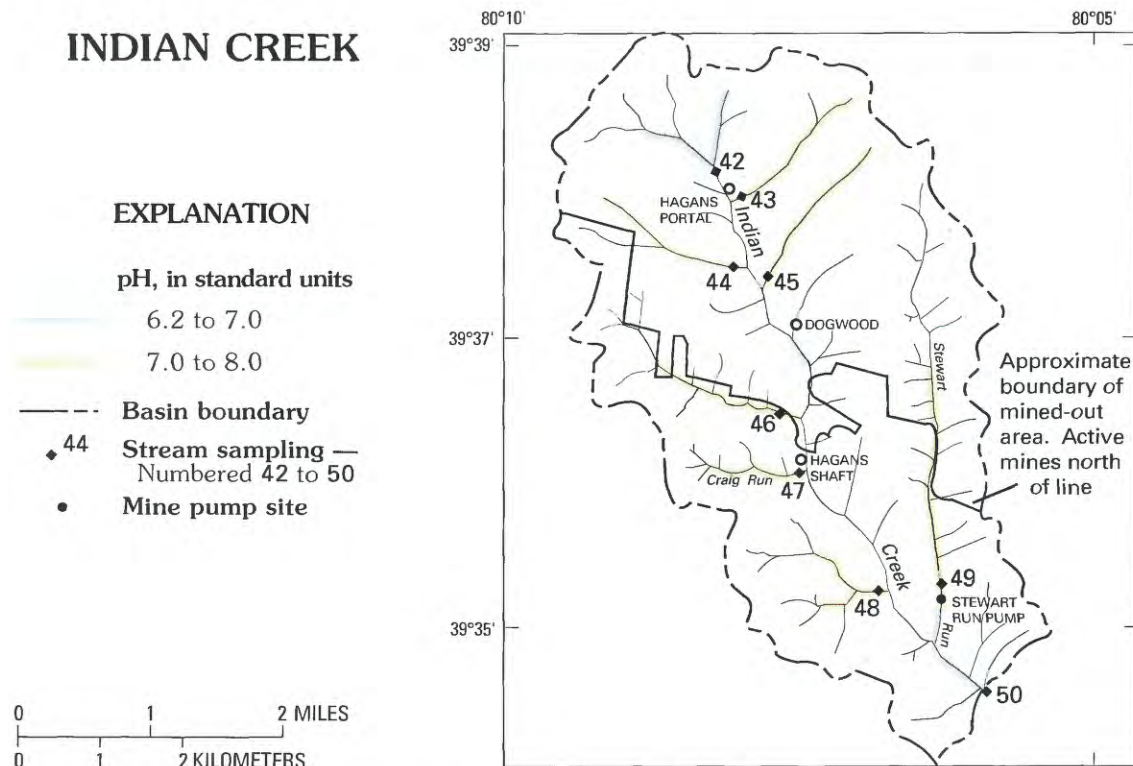 INDIAN CREEK
EXPLANATION
pH, in standard units
6.2 to 7.0
7.0 to 8.0
Basin boundary
44 Stream sampling —
Numbered 42 to 50
Mine pump site
0 1 2 MILES
0 1 2 KILOMETERS
80°10'
80°05'
39°39'
39°37'
39°35'
42
43
HAGANS
PORTAL
Indian
44
45
DOGWOOD
Stewart
Approximate
boundary of
mined-out
area. Active
mines north
of line
46
HAGANS
SHAFT
Craig Run
47
Creek
49
48
STEWART
RUN PUMP
Run
50